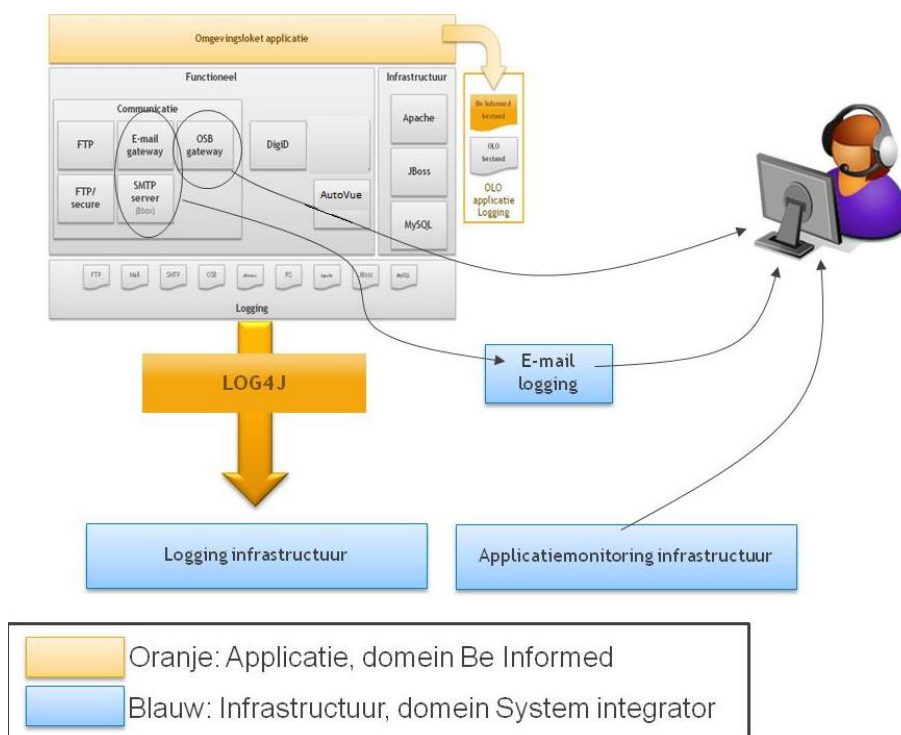 Omgevingsloket applicatie
Functioneel
Infrastructuur
Communicatie
FTP
E-mail
gateway
OSB
gateway
DigiD
FTP/
secure
SMTP
server
AutoVue
Apache
JBoss
MySQL
Be Informed
bestand
OLO
bestand
OLO
applicatie
Logging
FTP
Mail
SMTP
OSB
RS
Apache
JBoss
MySQL
Logging
LOG4J
E-mail
logging
Logging infrastructuur
Applicatiemonitoring infrastructuur
Oranje: Applicatie, domein Be Informed
Blauw: Infrastructuur, domein System integrator